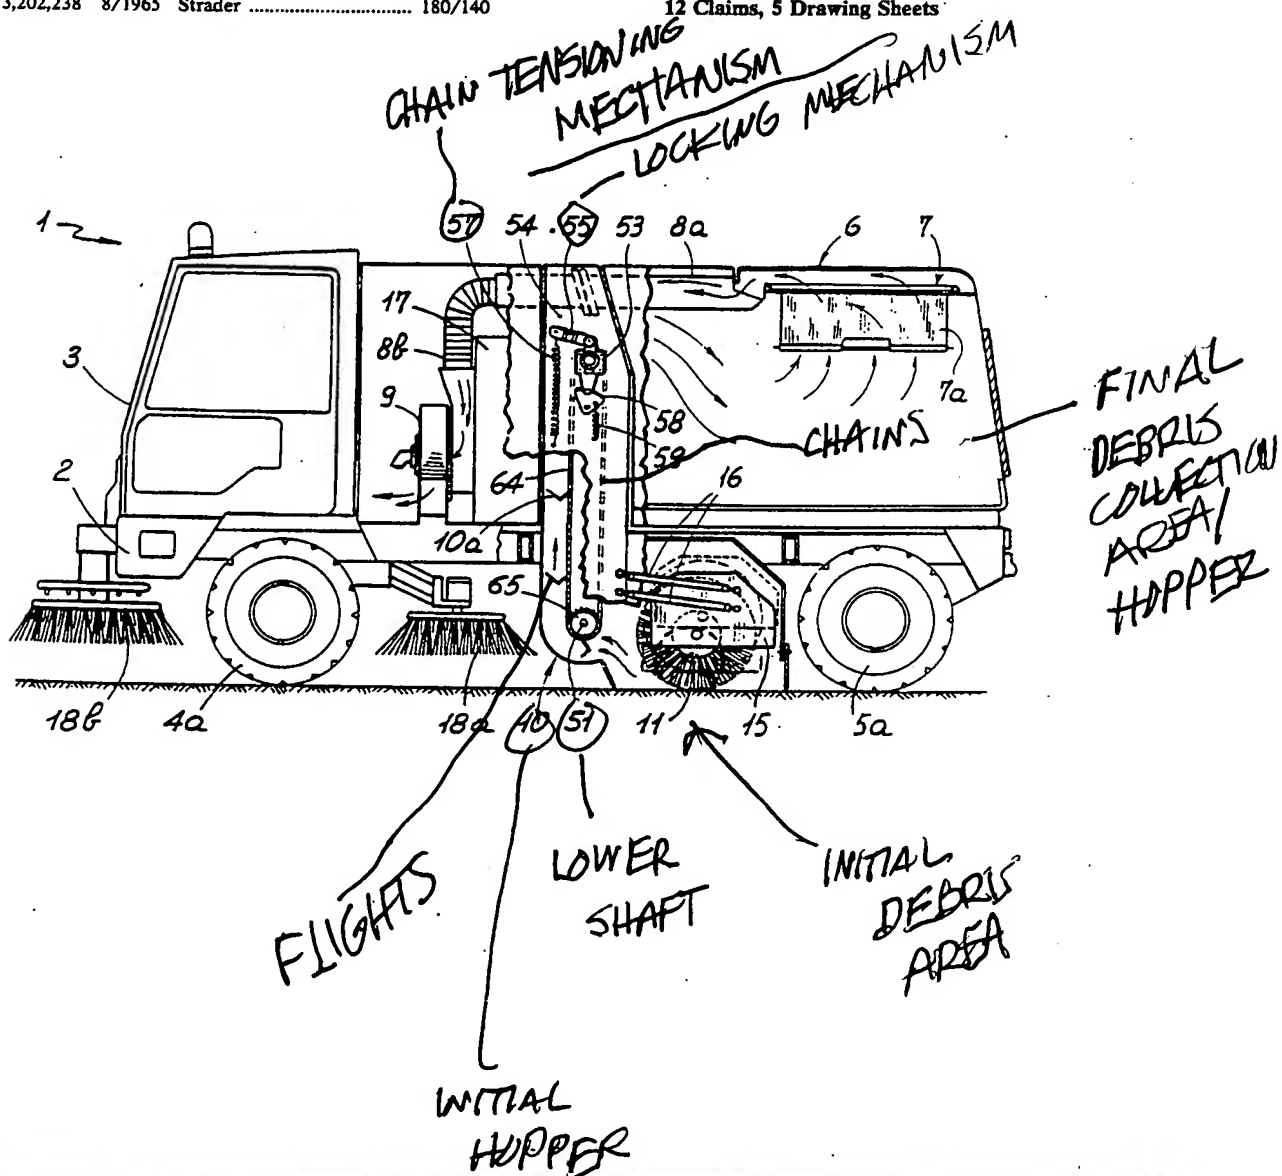 3,202,238 8/1965 Strader ................................ 180/140
12 Claims, 5 Drawing Sheets
CHAIN TENSIONING
MECHANISM
LOCKING MECHANISM
1
57
54
55
53
8a
6
7
17
8b
3
9
7a
58
59
CHAINS
FINAL
DEBRIS
COLLECTION
AREA/
HOPPER
2
64
16
10a
65
18b
4a
18a
10
51
11
15
5a
FLIGHTS
LOWER
SHAFT
INITIAL
DEBRIS
AREA
INITIAL
HOPPER